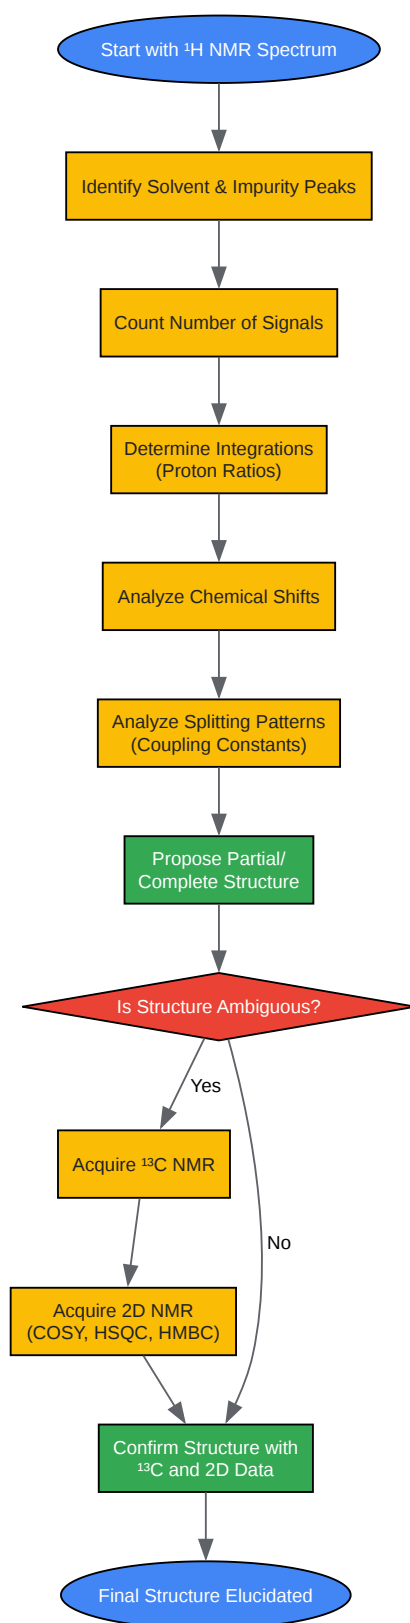 Start with ¹H NMR Spectrum
Identify Solvent & Impurity Peaks
Count Number of Signals
Determine Integrations
(Proton Ratios)
Analyze Chemical Shifts
Analyze Splitting Patterns
(Coupling Constants)
Propose Partial/
Complete Structure
Is Structure Ambiguous?
Yes
Acquire ¹³C NMR
No
Acquire 2D NMR
(COSY, HSQC, HMBC)
Confirm Structure with
¹³C and 2D Data
Final Structure Elucidated